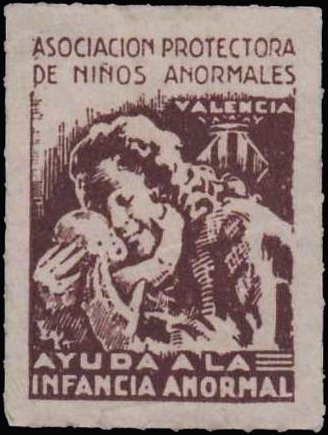 ASOCIACION PROTECTORA
DE NIÑOS ANORMALES
VALENCIA
AYUDA A LA
INFANCIA ANORMAL